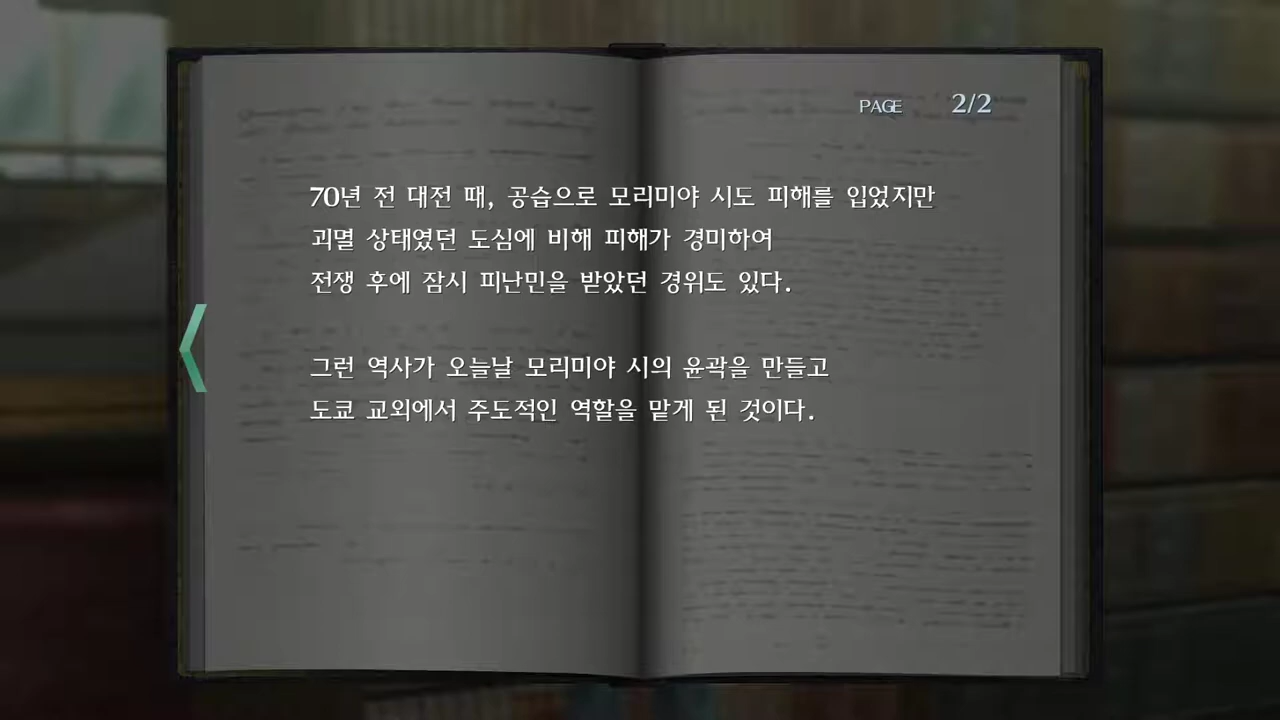 PAGE 2/2
70년 전 대전 때, 공습으로 모리미야 시도 피해를 입었지만
괴멸 상태였던 도심에 비해 피해가 경미하여
전쟁 후에 잠시 피난민을 받았던 경위도 있다.
그런 역사가 오늘날 모리미야 시의 윤곽을 만들고
도쿄 교외에서 주도적인 역할을 맡게 된 것이다.